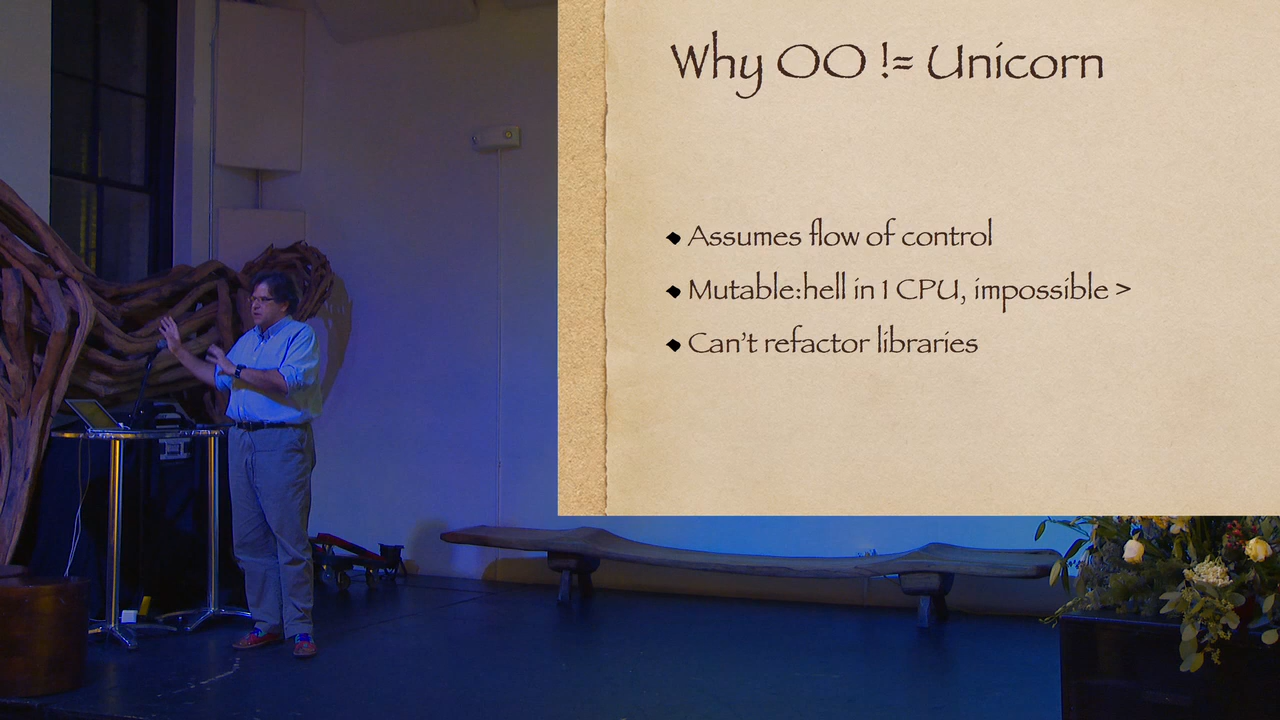 Why OO != Unicorn
Assumes flow of control
Mutable:hell in 1 CPU, impossible >
Can't refactor libraries